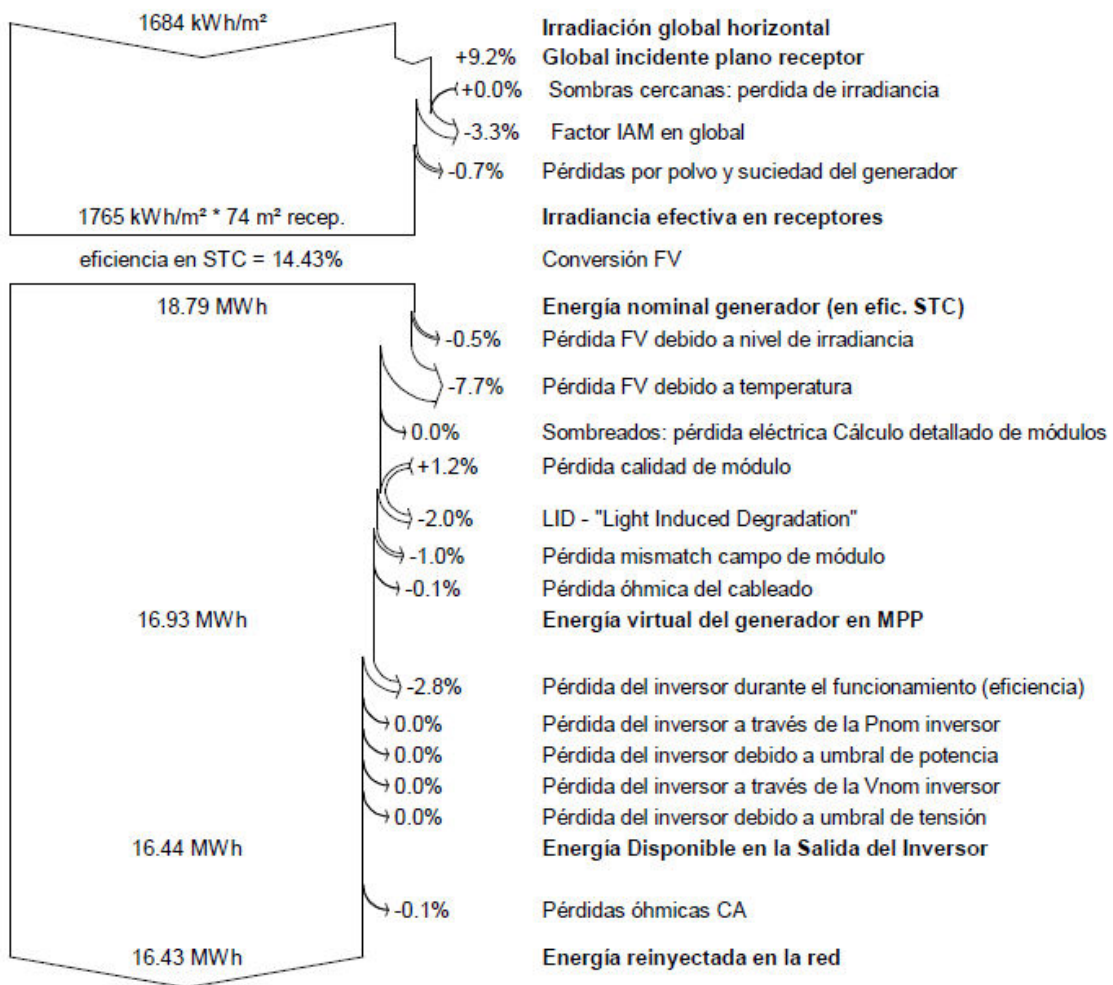 1684 kWh/m² Irradiación global horizontal
+9.2% Global incidente plano receptor
+0.0% Sombras cercanas: perdida de irradiancia
-3.3% Factor IAM en global
-0.7% Pérdidas por polvo y suciedad del generador
1765 kWh/m² * 74 m² recep. Irradiancia efectiva en receptores
eficiencia en STC = 14.43% Conversión FV
18.79 MWh Energía nominal generador (en efic. STC)
-0.5% Pérdida FV debido a nivel de irradiancia
-7.7% Pérdida FV debido a temperatura
0.0% Sombreados: pérdida eléctrica Cálculo detallado de módulos
+1.2% Pérdida calidad de módulo
-2.0% LID - "Light Induced Degradation"
-1.0% Pérdida mismatch campo de módulo
-0.1% Pérdida óhmica del cableado
16.93 MWh Energía virtual del generador en MPP
-2.8% Pérdida del inversor durante el funcionamiento (eficiencia)
0.0% Pérdida del inversor a través de la Pnom inversor
0.0% Pérdida del inversor debido a umbral de potencia
0.0% Pérdida del inversor a través de la Vnom inversor
0.0% Pérdida del inversor debido a umbral de tensión
16.44 MWh Energía Disponible en la Salida del Inversor
-0.1% Pérdidas óhmicas CA
16.43 MWh Energía reinyectada en la red